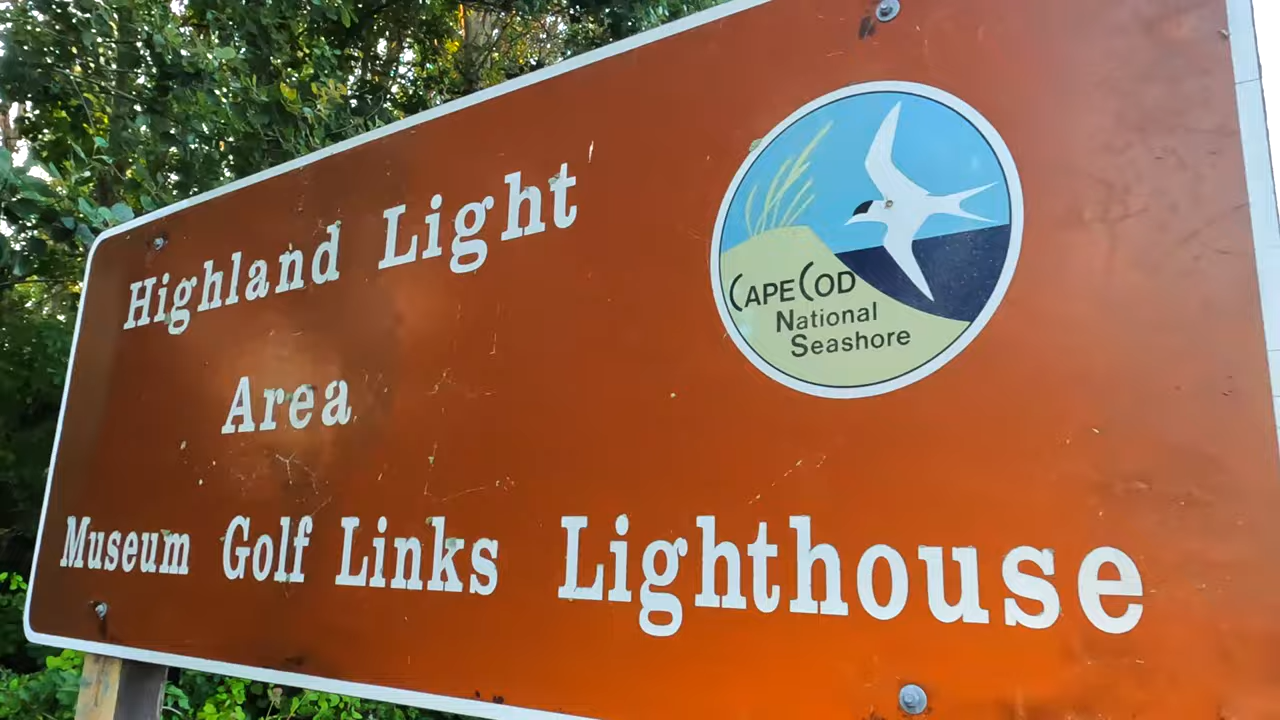 Highland Light
Area
Museum Golf Links Lighthouse
CAPE COD
National
Seashore